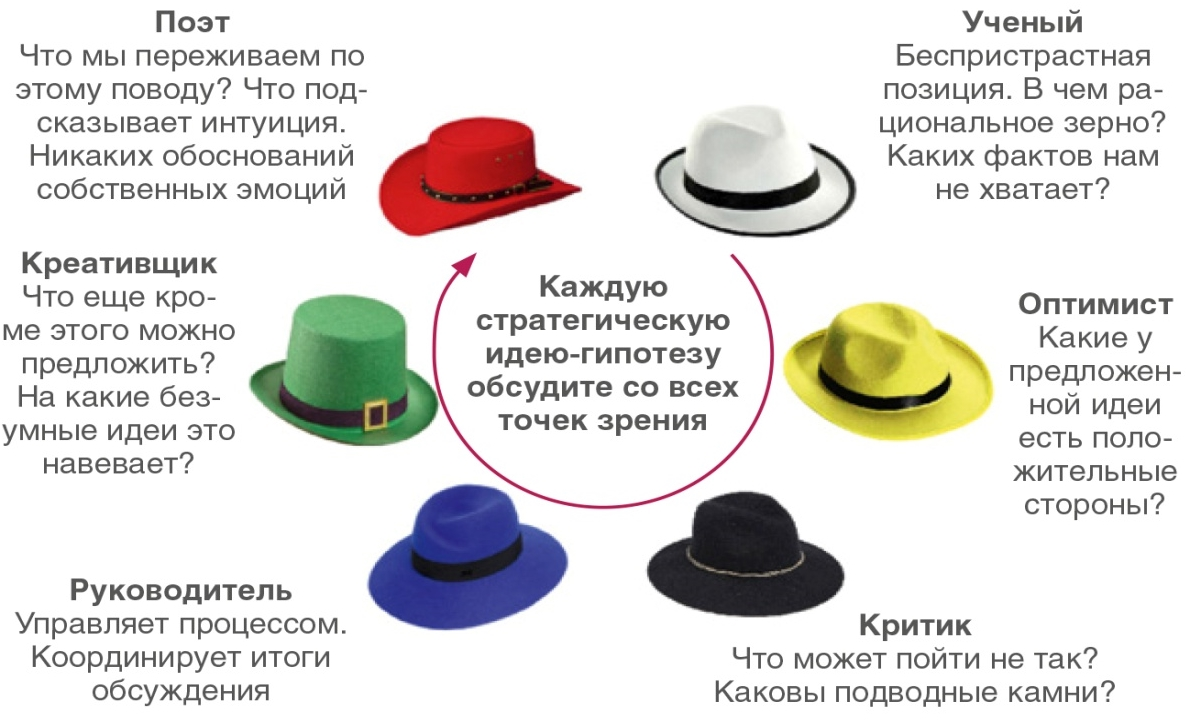 Поэт
Что мы переживаем по
этому поводу? Что под-
сказывает интуиция.
Никаких обоснований
собственных эмоций
Ученый
Беспристрастная
позиция. В чем ра-
циональное зерно?
Каких фактов нам
не хватает?
Креативщик
Что еще кро-
ме этого можно
предложить?
На какие без-
умные идеи это
навевает?
Каждую
стратегическую
идею-гипотезу
обсудите со всех
точек зрения
Оптимист
Какие у
предложен-
ной идеи
есть поло-
жительные
стороны?
Руководитель
Управляет процессом.
Координирует итоги
обсуждения
Критик
Что может пойти не так?
Каковы подводные камни?